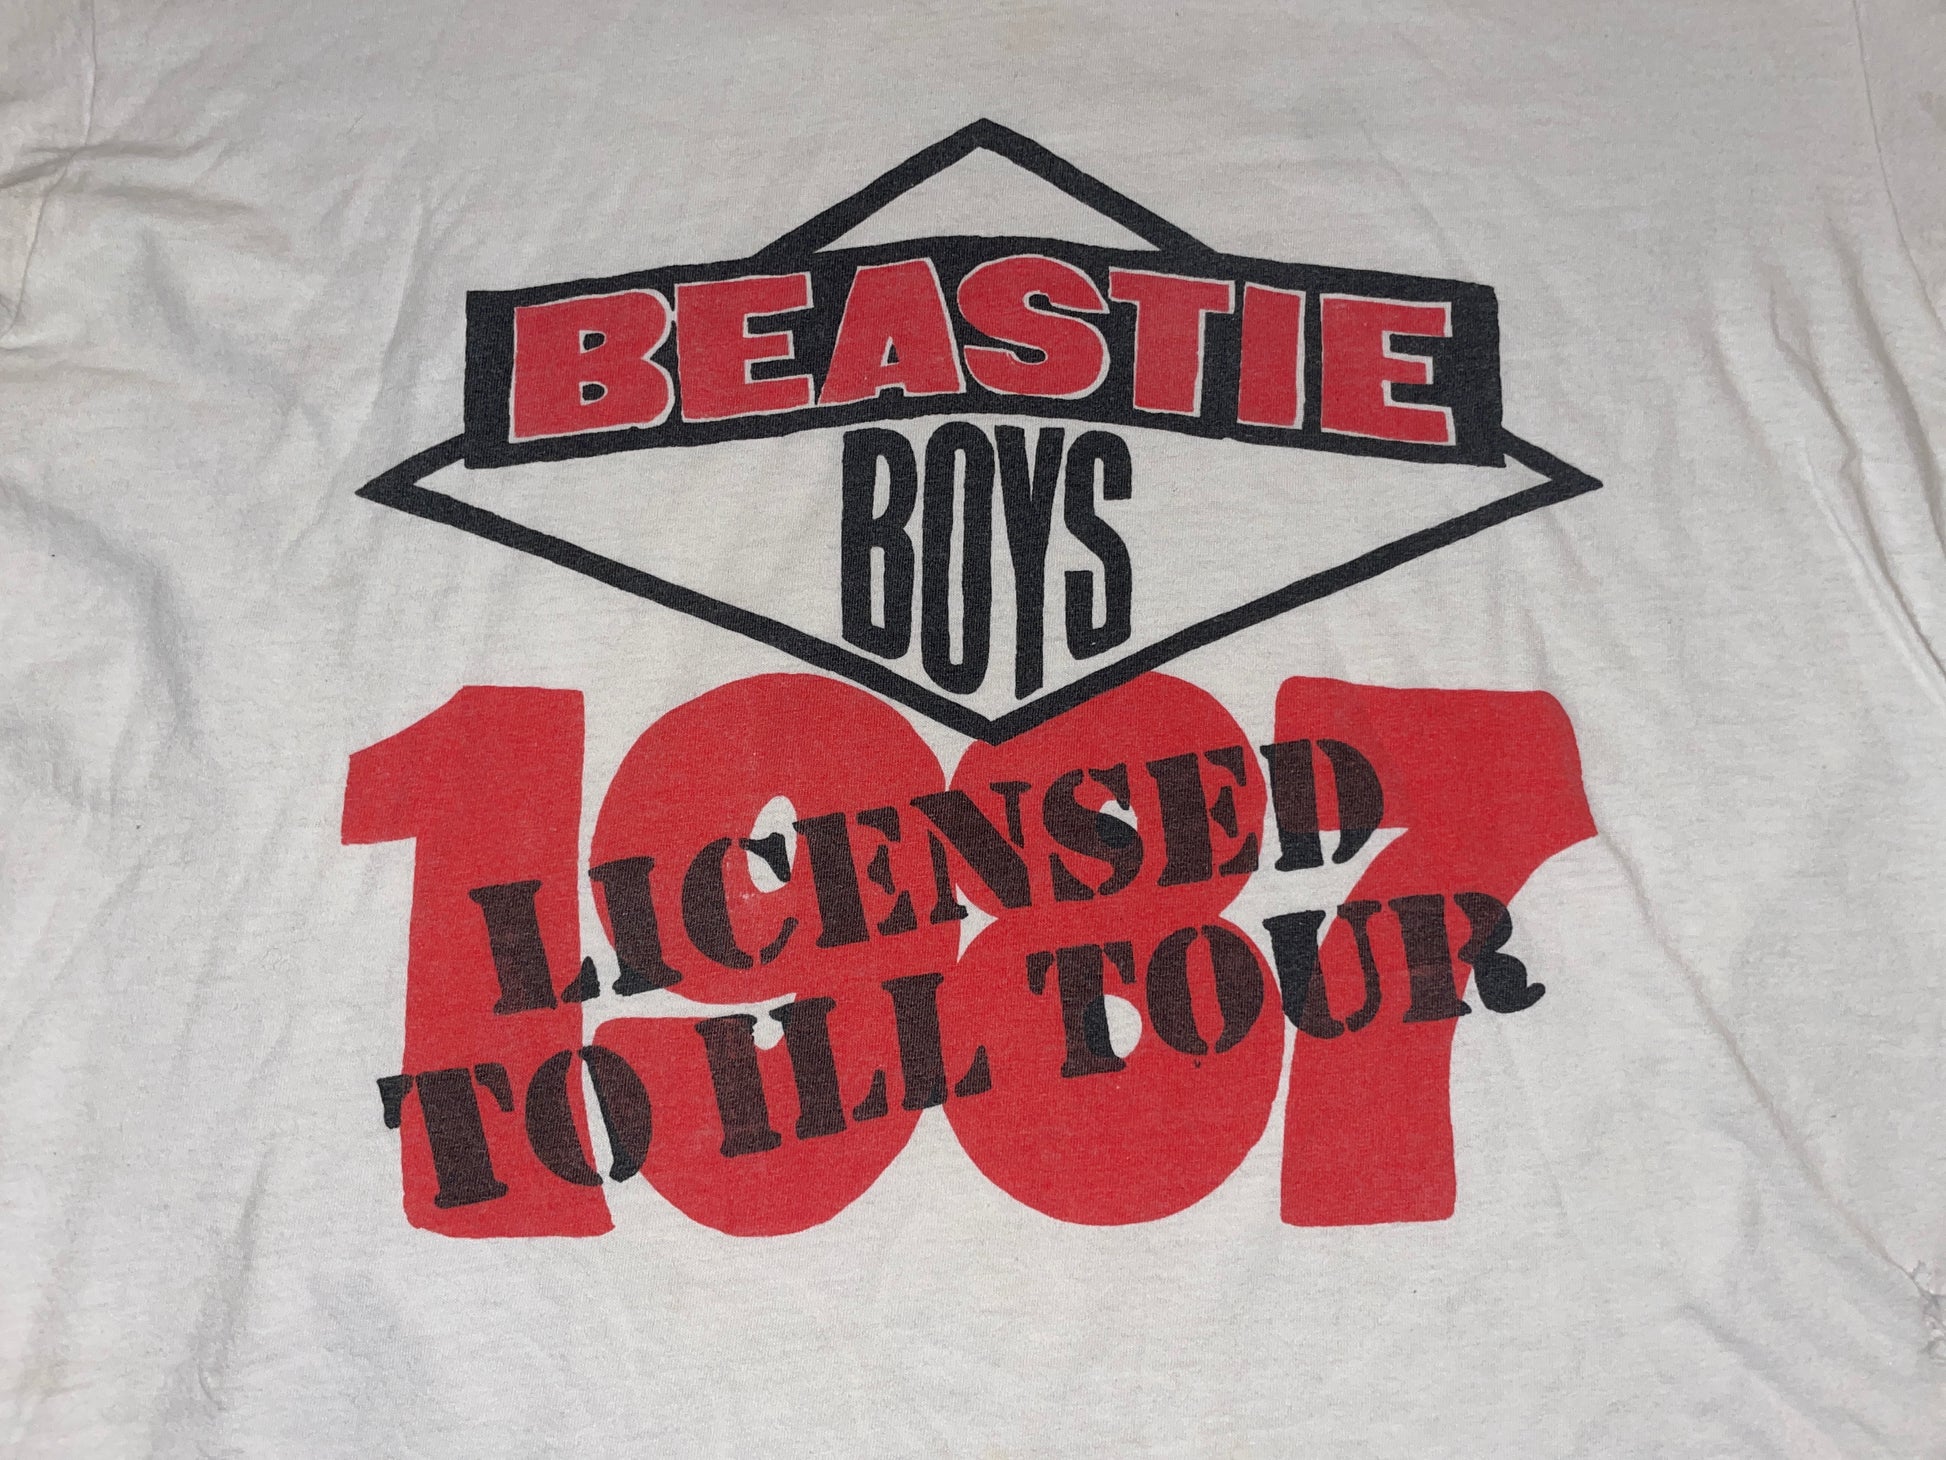 BEASTIE
BOYS
1987
LICENSED
TO ILL TOUR